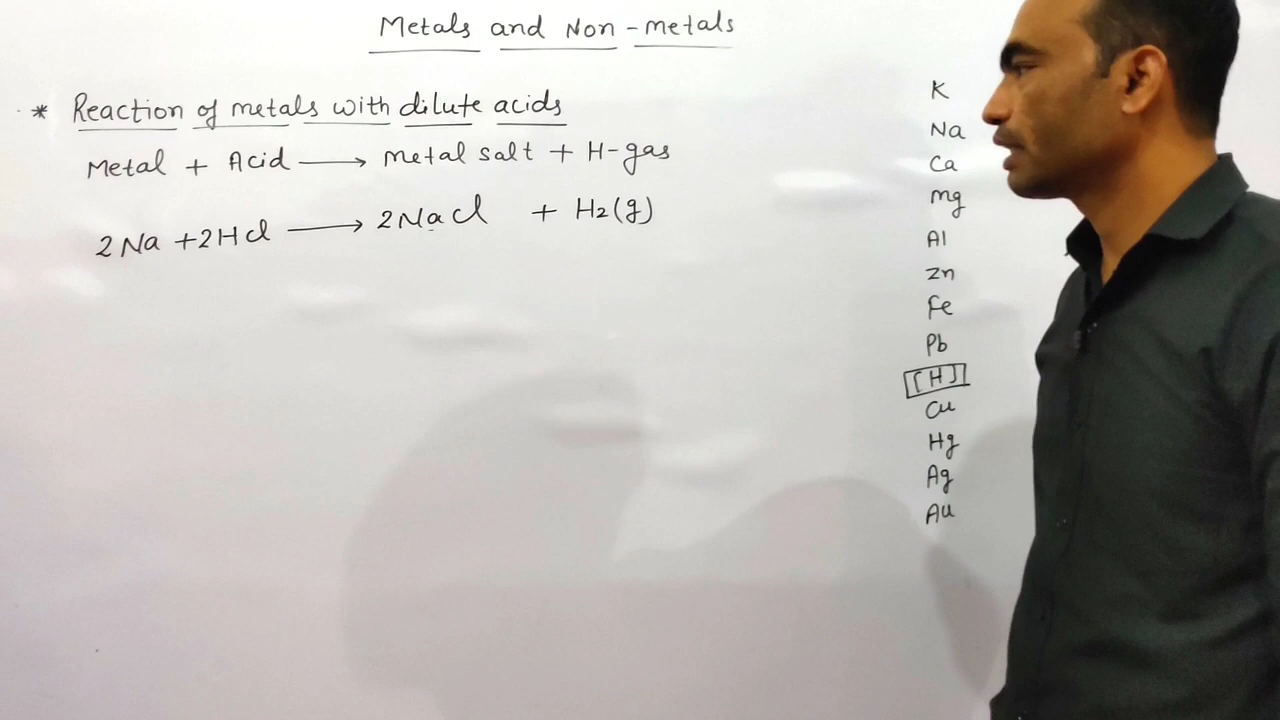 Metals and Non-metals
* Reaction of metals with dilute acids
Metal + Acid ⟶ metal salt + H-gas
2Na + 2HCl ⟶ 2NaCl + H2(g)
K
Na
Ca
Mg
Al
Zn
Fe
Pb
[H]
Cu
Hg
Ag
Au